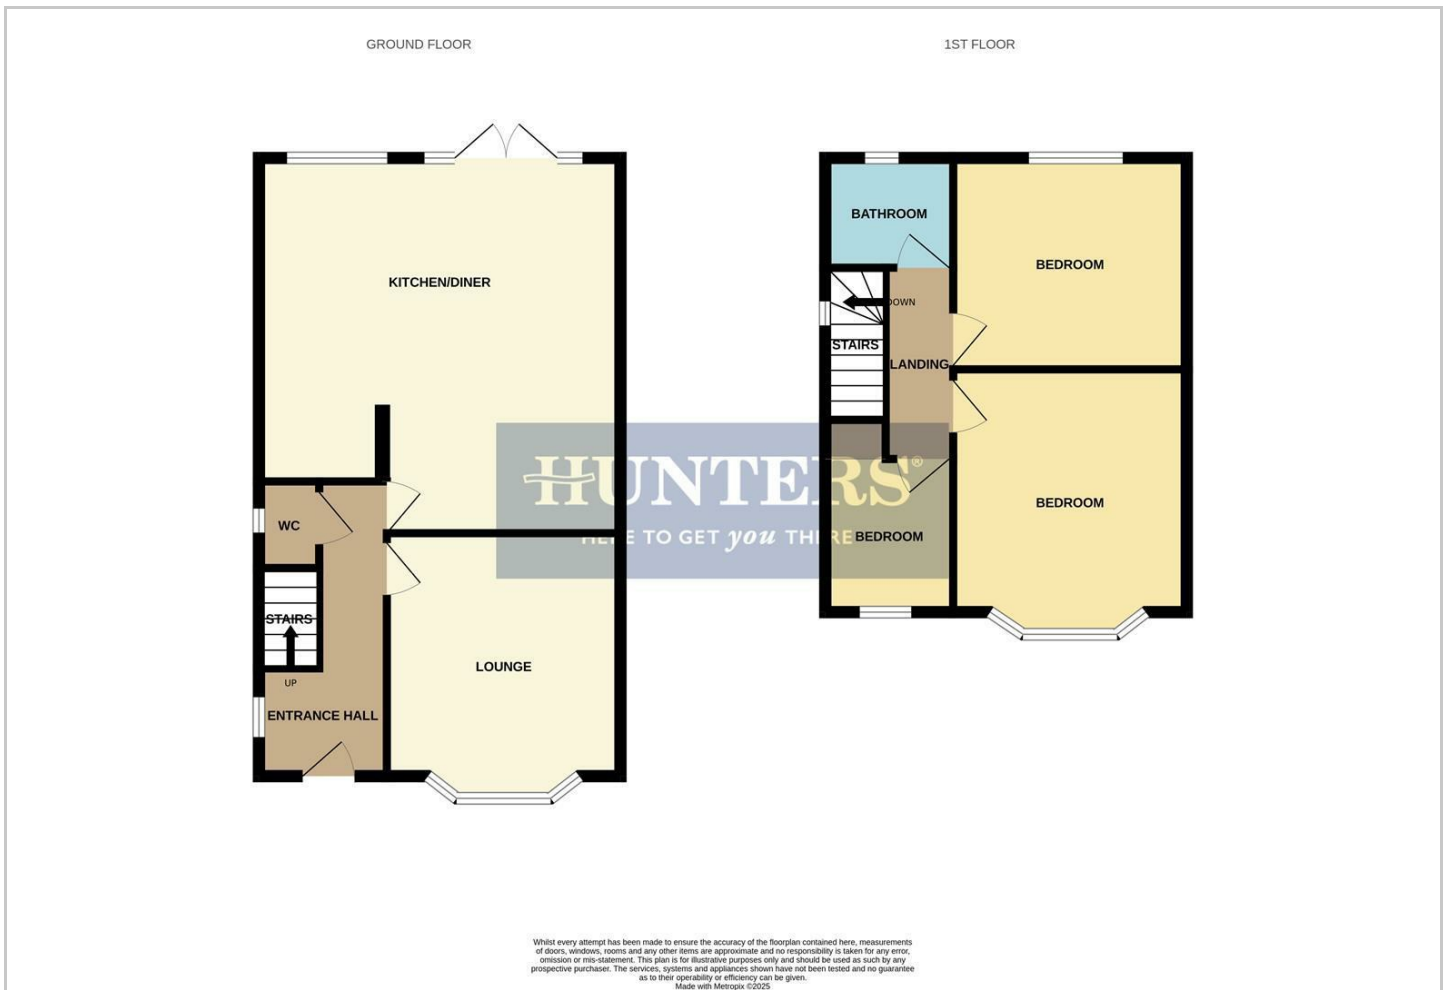 GROUND FLOOR
1ST FLOOR
KITCHEN/DINER
WC
STAIRS
UP
ENTRANCE HALL
LOUNGE
BATHROOM
BEDROOM
DOWN
STAIRS
LANDING
BEDROOM
BEDROOM
HUNTERS®
HERE TO GET you THERE
Whilst every attempt has been made to ensure the accuracy of the floorplan contained here, measurements
of doors, windows, rooms and any other items are approximate and no responsibility is taken for any error,
omission or mis-statement. This plan is for illustrative purposes only and should be used as such by any
prospective purchaser. The services, systems and appliances shown have not been tested and no guarantee
as to their operability or efficiency can be given.
Made with Metropix ©2025